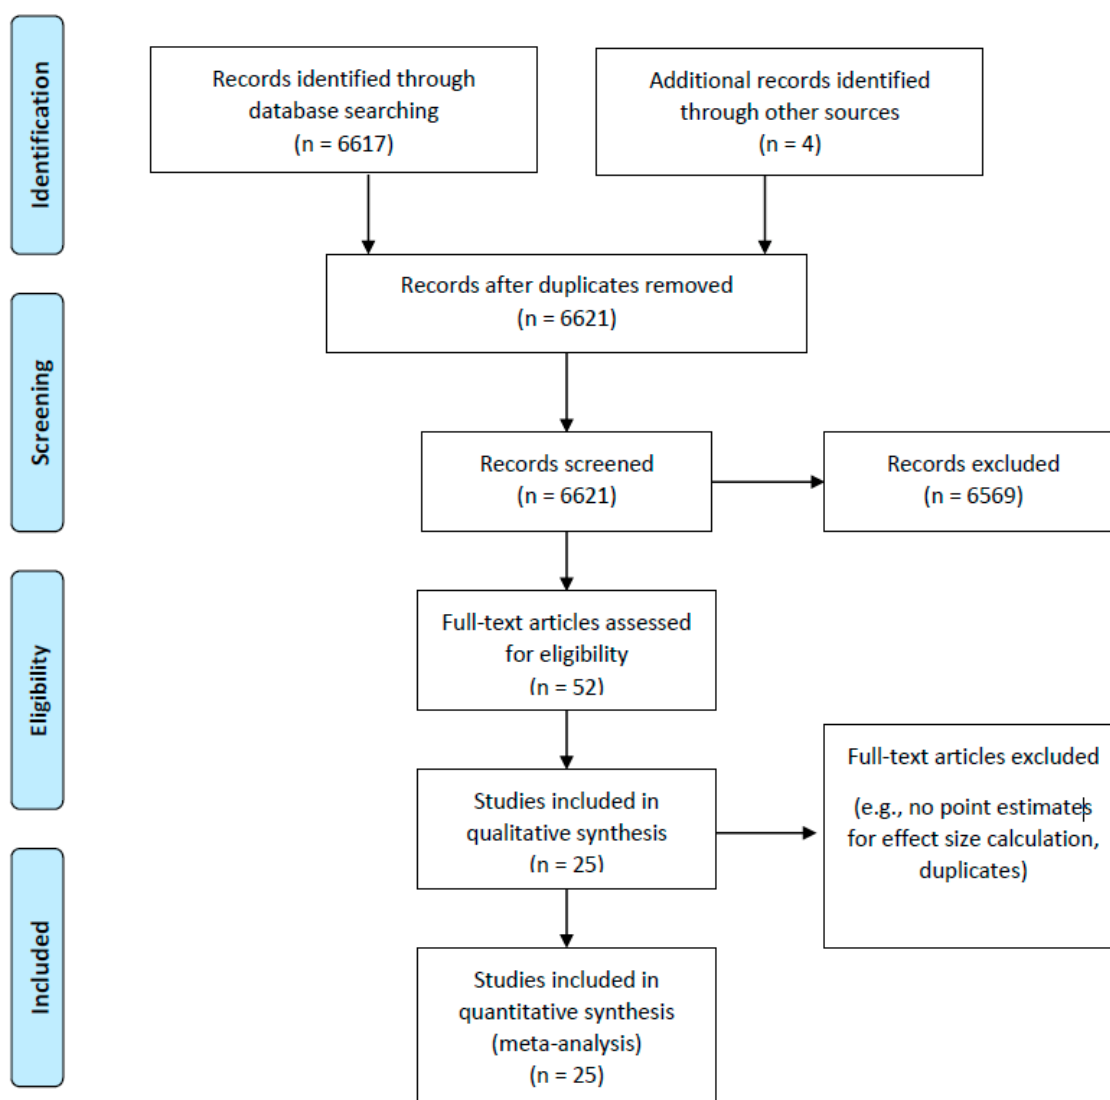 Identification
Records identified through
database searching
(n = 6617)
Additional records identified
through other sources
(n = 4)
Records after duplicates removed
(n = 6621)
Screening
Records screened
(n = 6621)
Records excluded
(n = 6569)
Eligibility
Full-text articles assessed
for eligibility
(n = 52)
Studies included in
qualitative synthesis
(n = 25)
Full-text articles excluded
(e.g., no point estimates
for effect size calculation,
duplicates)
Included
Studies included in
quantitative synthesis
(meta-analysis)
(n = 25)